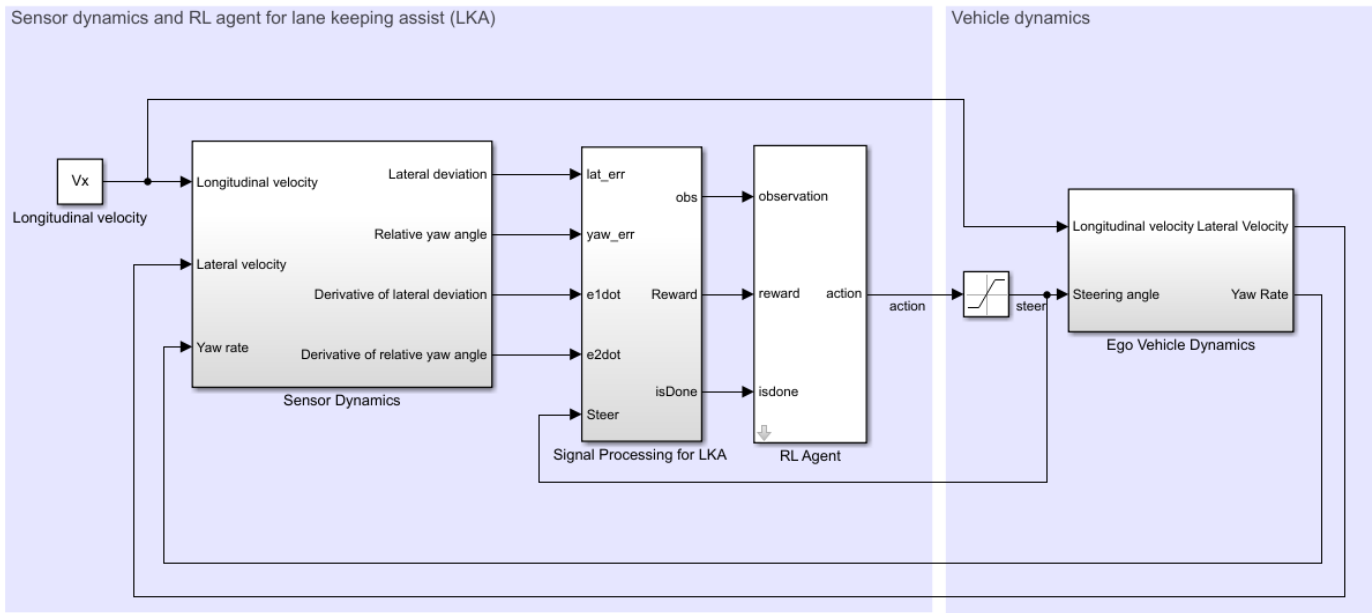 Sensor dynamics and RL agent for lane keeping assist (LKA)
Vehicle dynamics
Vx
Longitudinal velocity
Longitudinal velocity
Lateral velocity
Yaw rate
Lateral deviation
Relative yaw angle
Derivative of lateral deviation
Derivative of relative yaw angle
Sensor Dynamics
lat_err
yaw_err
e1dot
e2dot
Steer
obs
Reward
isDone
Signal Processing for LKA
observation
reward
isdone
action
RL Agent
action
steer
Longitudinal velocity
Steering angle
Lateral Velocity
Yaw Rate
Ego Vehicle Dynamics